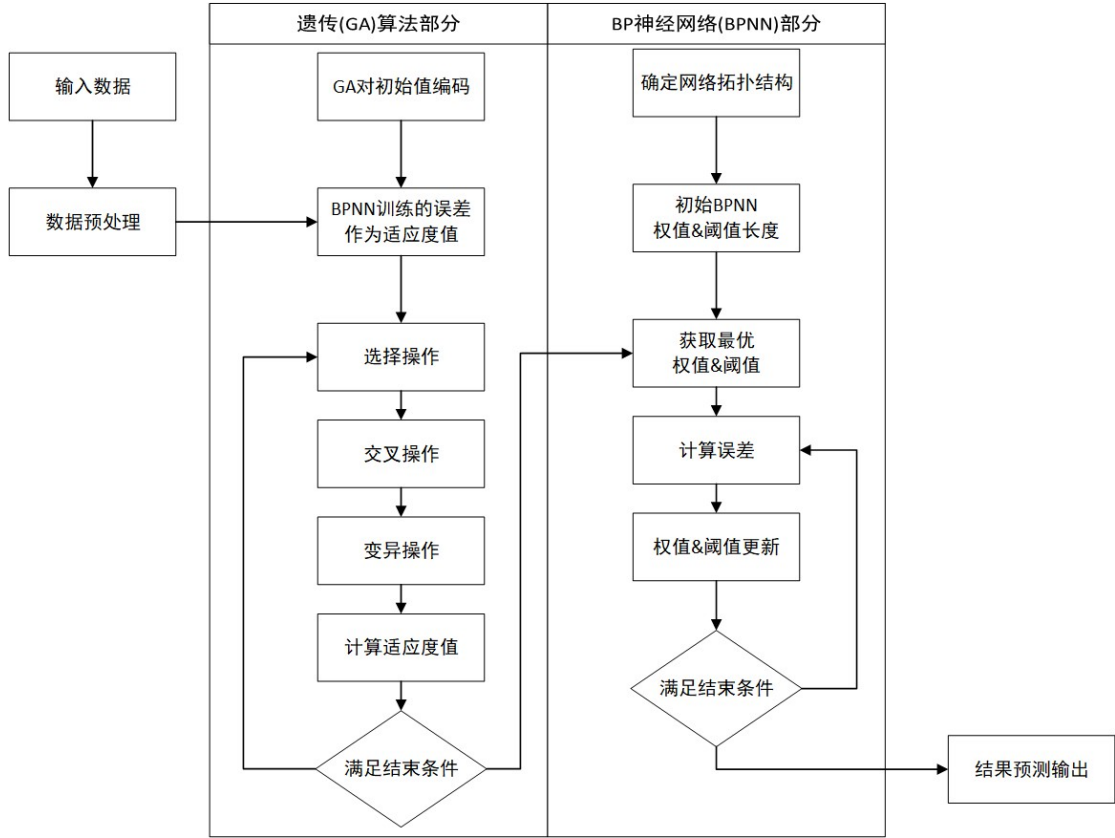 遗传(GA)算法部分
BP神经网络(BPNN)部分
输入数据
数据预处理
GA对初始值编码
BPNN训练的误差
作为适应度值
选择操作
交叉操作
变异操作
计算适应度值
满足结束条件
确定网络拓扑结构
初始BPNN
权值&阈值长度
获取最优
权值&阈值
计算误差
权值&阈值更新
满足结束条件
结果预测输出